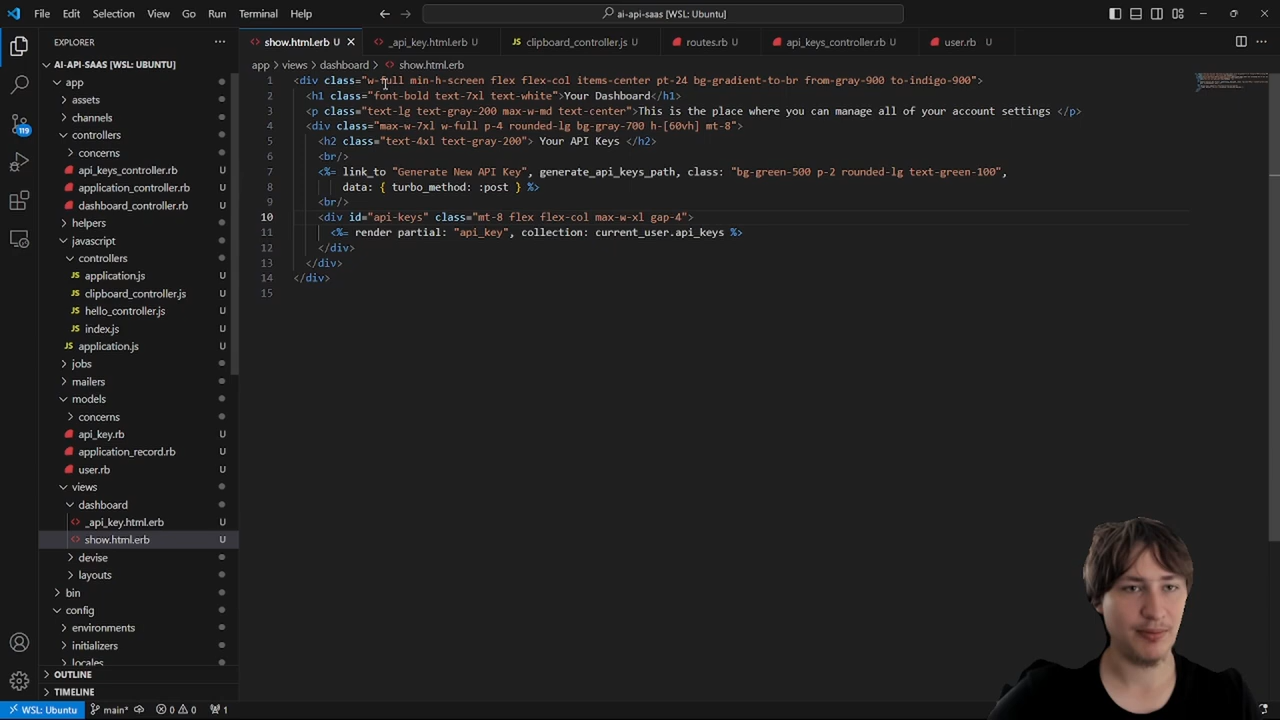 File Edit Selection View Go Run Terminal Help
ai-api-saas [WSL: Ubuntu]
EXPLORER
show.html.erb U
_api_key.html.erb U
clipboard_controller.js U
routes.rb U
api_keys_controller.rb U
user.rb U
AI-API-SAAS [WSL: UBUNTU]
app
assets
channels
controllers
concerns
api_keys_controller.rb U
application_controller.rb U
dashboard_controller.rb U
helpers
javascript
controllers
application.js U
clipboard_controller.js U
hello_controller.js U
index.js U
application.js U
jobs
mailers
models
concerns
api_key.rb U
application_record.rb U
user.rb U
views
dashboard
_api_key.html.erb U
show.html.erb U
devise
layouts
bin
config
environments
initializers
locales
OUTLINE
TIMELINE
119
app > views > dashboard > show.html.erb
1 <div class="w-full min-h-screen flex flex-col items-center pt-24 bg-gradient-to-br from-gray-900 to-indigo-900">
2 <h1 class="font-bold text-7xl text-white">Your Dashboard</h1>
3 <p class="text-lg text-gray-200 max-w-md text-center">This is the place where you can manage all of your account settings </p>
4 <div class="max-w-7xl w-full p-4 rounded-lg bg-gray-700 h-[60vh] mt-8">
5 <h2 class="text-4xl text-gray-200"> Your API Keys </h2>
6 <br/>
7 <%= link_to "Generate New API Key", generate_api_keys_path, class: "bg-green-500 p-2 rounded-lg text-green-100",
8 data: { turbo_method: :post } %>
9 <br/>
10 <div id="api-keys" class="mt-8 flex flex-col max-w-xl gap-4">
11 <%= render partial: "api_key", collection: current_user.api_keys %>
12 </div>
13 </div>
14 </div>
15
WSL: Ubuntu main* 0 0 1